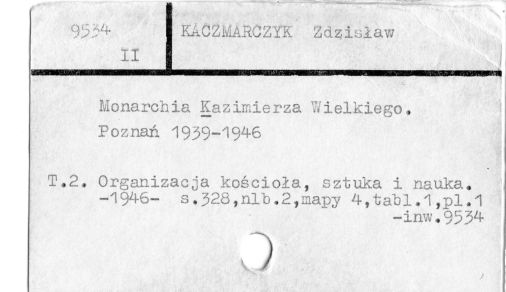 9534
II
KACZMARCZYK Zdzisław
Monarchia Kazimierza Wielkiego.
Poznań 1939-1946
T.2. Organizacja kościoła, sztuka i nauka.
-1946- s.328,nlb.2,mapy 4,tabl.1,pl.1
-inw.9534